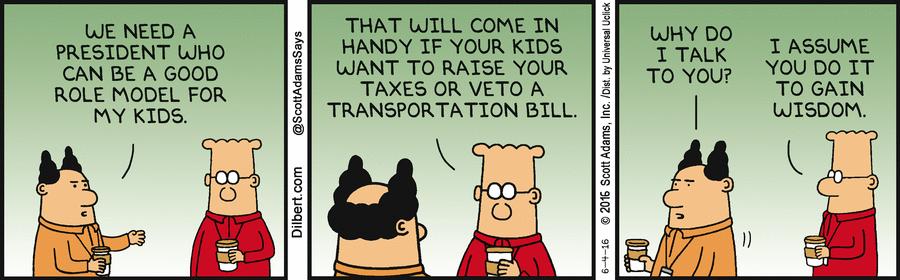 WE NEED A
PRESIDENT WHO
CAN BE A GOOD
ROLE MODEL FOR
MY KIDS.
Dilbert.com @ScottAdamsSays
THAT WILL COME IN
HANDY IF YOUR KIDS
WANT TO RAISE YOUR
TAXES OR VETO A
TRANSPORTATION BILL.
6-4-16 © 2016 Scott Adams, Inc. /Dist. by Universal Uclick
WHY DO
I TALK
TO YOU?
I ASSUME
YOU DO IT
TO GAIN
WISDOM.